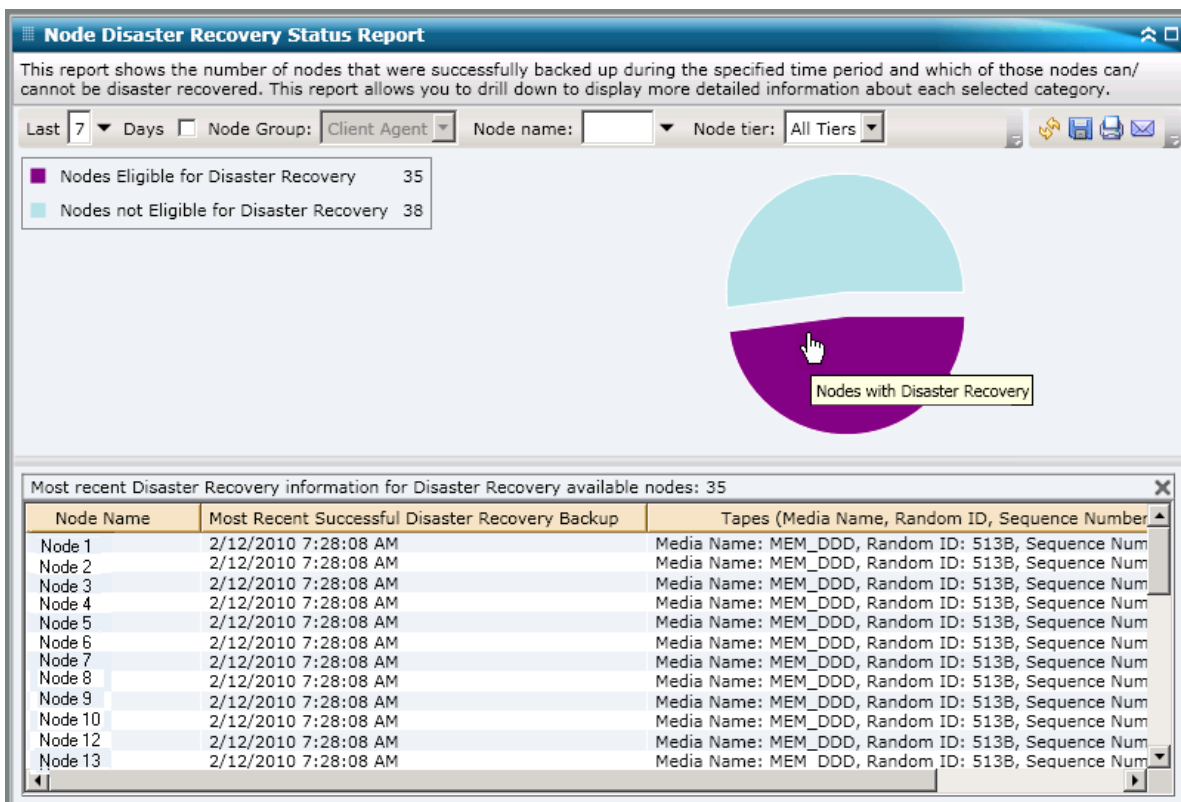 Node Disaster Recovery Status Report
This report shows the number of nodes that were successfully backed up during the specified time period and which of those nodes can/
cannot be disaster recovered. This report allows you to drill down to display more detailed information about each selected category.
Last 7 Days Node Group: Client Agent Node name: Node tier: All Tiers
Nodes Eligible for Disaster Recovery 35
Nodes not Eligible for Disaster Recovery 38
Nodes with Disaster Recovery
Most recent Disaster Recovery information for Disaster Recovery available nodes: 35
Node Name Most Recent Successful Disaster Recovery Backup Tapes (Media Name, Random ID, Sequence Number
Node 1 2/12/2010 7:28:08 AM Media Name: MEM_DDD, Random ID: 513B, Sequence Num
Node 2 2/12/2010 7:28:08 AM Media Name: MEM_DDD, Random ID: 513B, Sequence Num
Node 3 2/12/2010 7:28:08 AM Media Name: MEM_DDD, Random ID: 513B, Sequence Num
Node 4 2/12/2010 7:28:08 AM Media Name: MEM_DDD, Random ID: 513B, Sequence Num
Node 5 2/12/2010 7:28:08 AM Media Name: MEM_DDD, Random ID: 513B, Sequence Num
Node 6 2/12/2010 7:28:08 AM Media Name: MEM_DDD, Random ID: 513B, Sequence Num
Node 7 2/12/2010 7:28:08 AM Media Name: MEM_DDD, Random ID: 513B, Sequence Num
Node 8 2/12/2010 7:28:08 AM Media Name: MEM_DDD, Random ID: 513B, Sequence Num
Node 9 2/12/2010 7:28:08 AM Media Name: MEM_DDD, Random ID: 513B, Sequence Num
Node 10 2/12/2010 7:28:08 AM Media Name: MEM_DDD, Random ID: 513B, Sequence Num
Node 12 2/12/2010 7:28:08 AM Media Name: MEM_DDD, Random ID: 513B, Sequence Num
Node 13 2/12/2010 7:28:08 AM Media Name: MEM_DDD, Random ID: 513B, Sequence Num